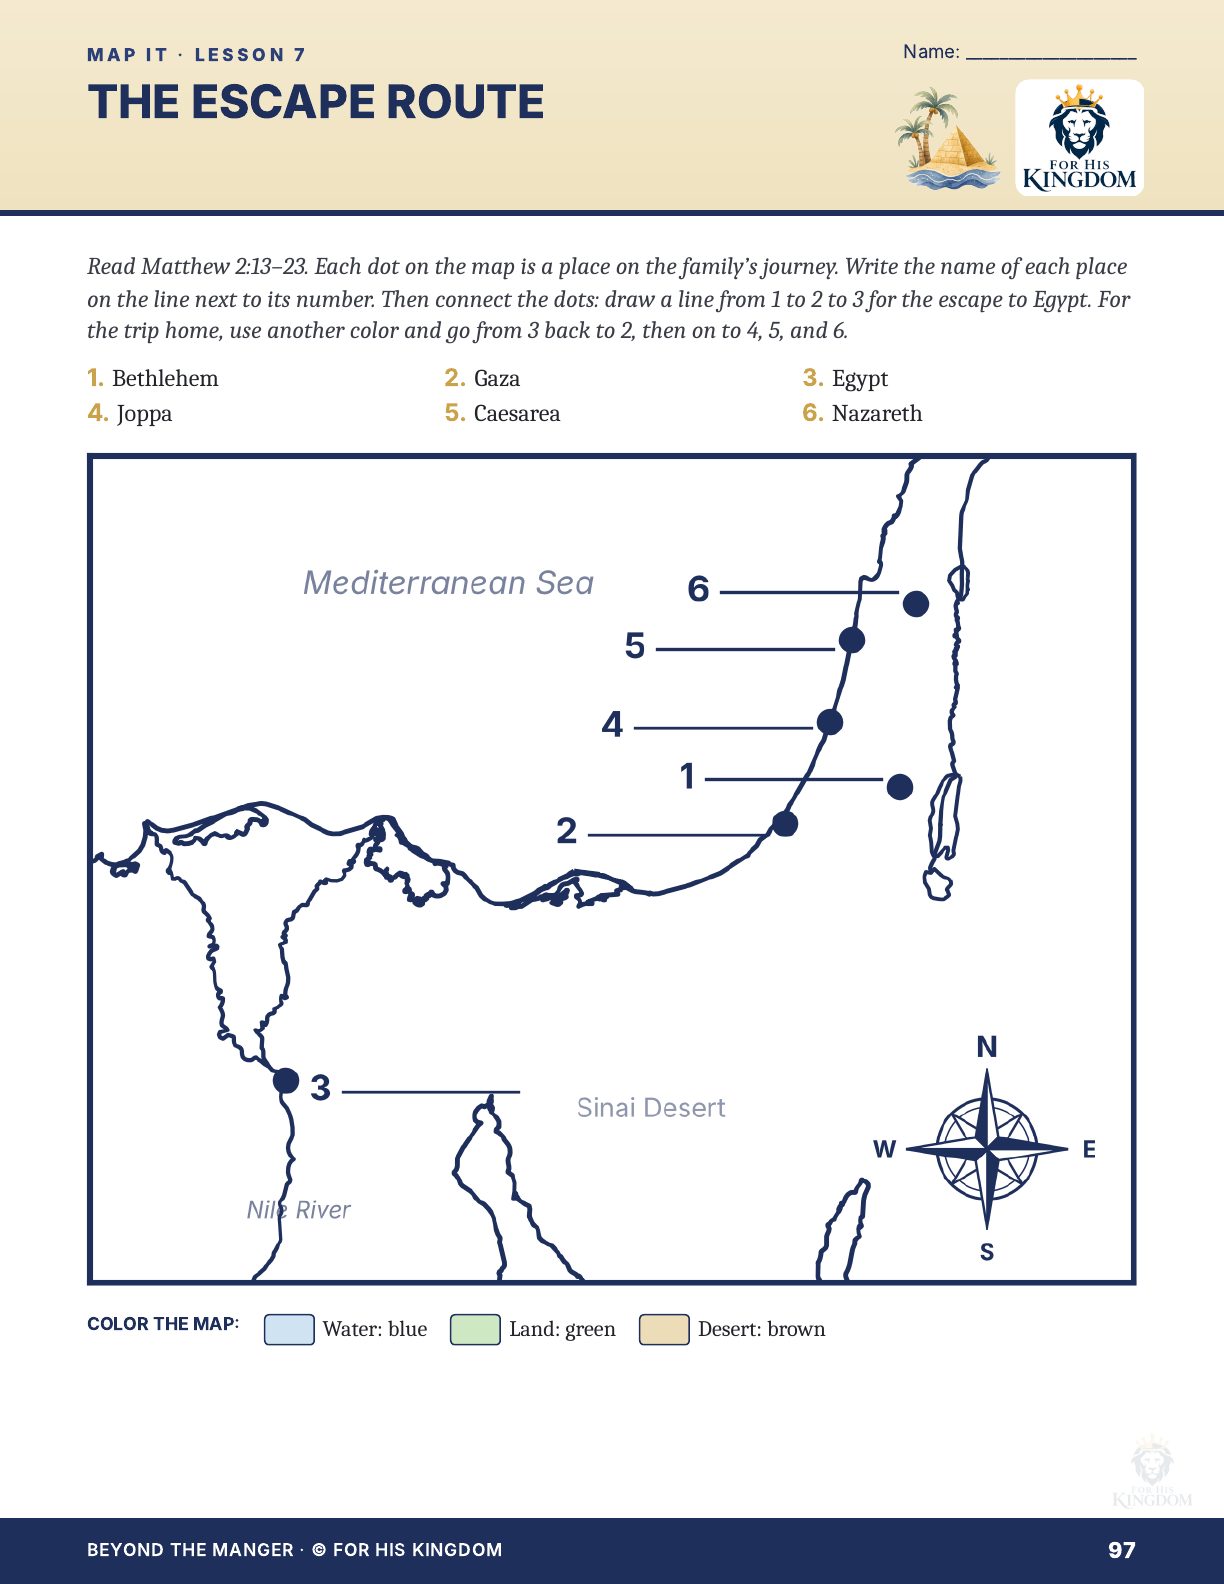 MAP IT · LESSON 7
THE ESCAPE ROUTE
Name: ___________________
FOR HIS
KINGDOM
Read Matthew 2:13–23. Each dot on the map is a place on the family’s journey. Write the name of each place
on the line next to its number. Then connect the dots: draw a line from 1 to 2 to 3 for the escape to Egypt. For
the trip home, use another color and go from 3 back to 2, then on to 4, 5, and 6.
1. Bethlehem 2. Gaza 3. Egypt
4. Joppa 5. Caesarea 6. Nazareth
Mediterranean Sea
6
5
4
1
2
N
3
Sinai Desert
W E
Nile River
S
COLOR THE MAP: Water: blue Land: green Desert: brown
FOR HIS
KINGDOM
BEYOND THE MANGER · © FOR HIS KINGDOM 97